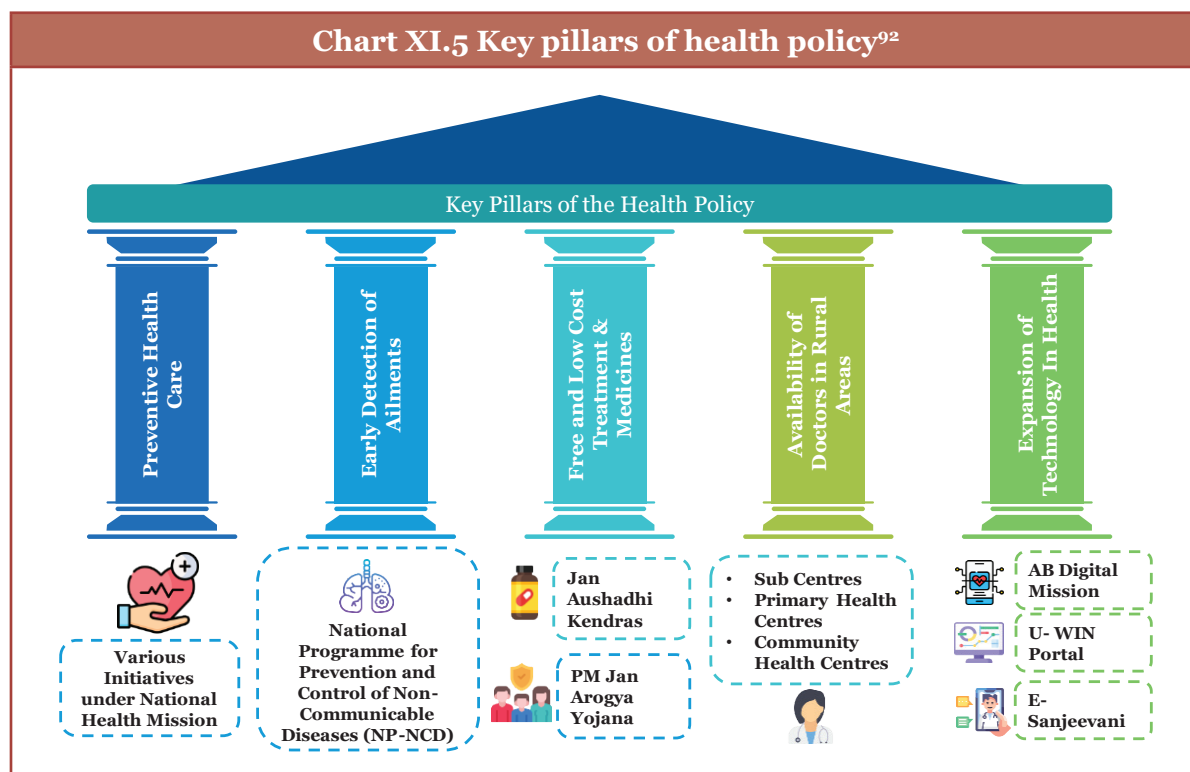 Chart XI.5 Key pillars of health policy⁹²
Key Pillars of the Health Policy
Preventive Health
Care
Early Detection of
Ailments
Free and Low Cost
Treatment &
Medicines
Availability of
Doctors in Rural
Areas
Expansion of
Technology In Health
Various
Initiatives
under National
Health Mission
National
Programme for
Prevention and
Control of Non-
Communicable
Diseases (NP-NCD)
Jan
Aushadhi
Kendras
PM Jan
Arogya
Yojana
• Sub Centres
• Primary Health
Centres
• Community
Health Centres
AB Digital
Mission
U- WIN
Portal
E-
Sanjeevani